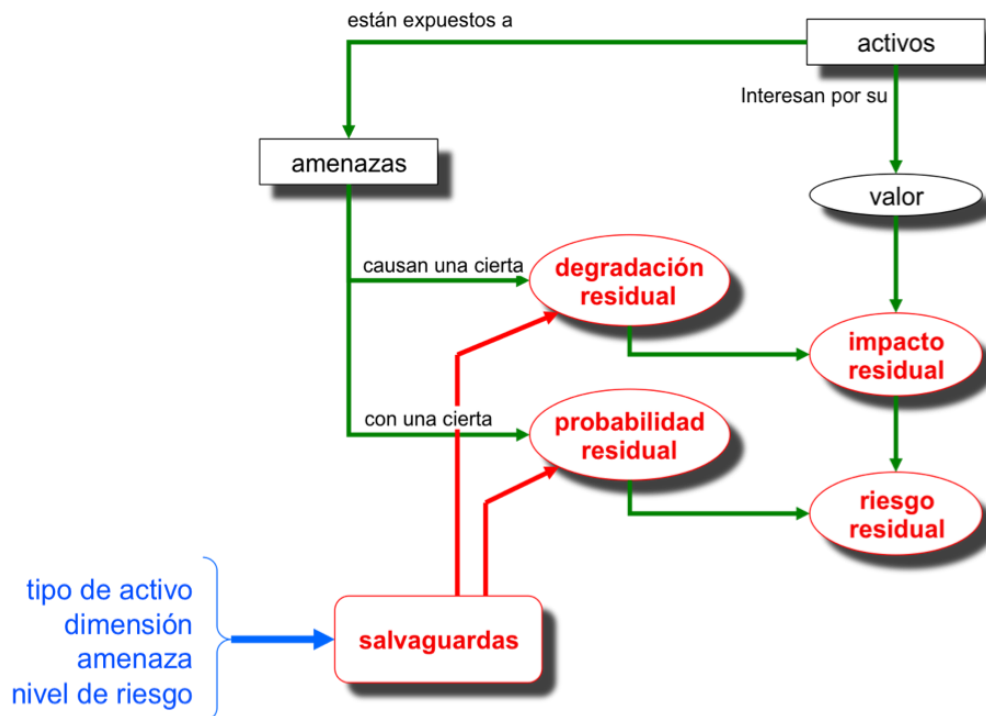 están expuestos a
activos
Interesan por su
amenazas
valor
causan una cierta
degradación
residual
impacto
residual
con una cierta
probabilidad
residual
riesgo
residual
tipo de activo
dimensión
amenaza
nivel de riesgo
salvaguardas